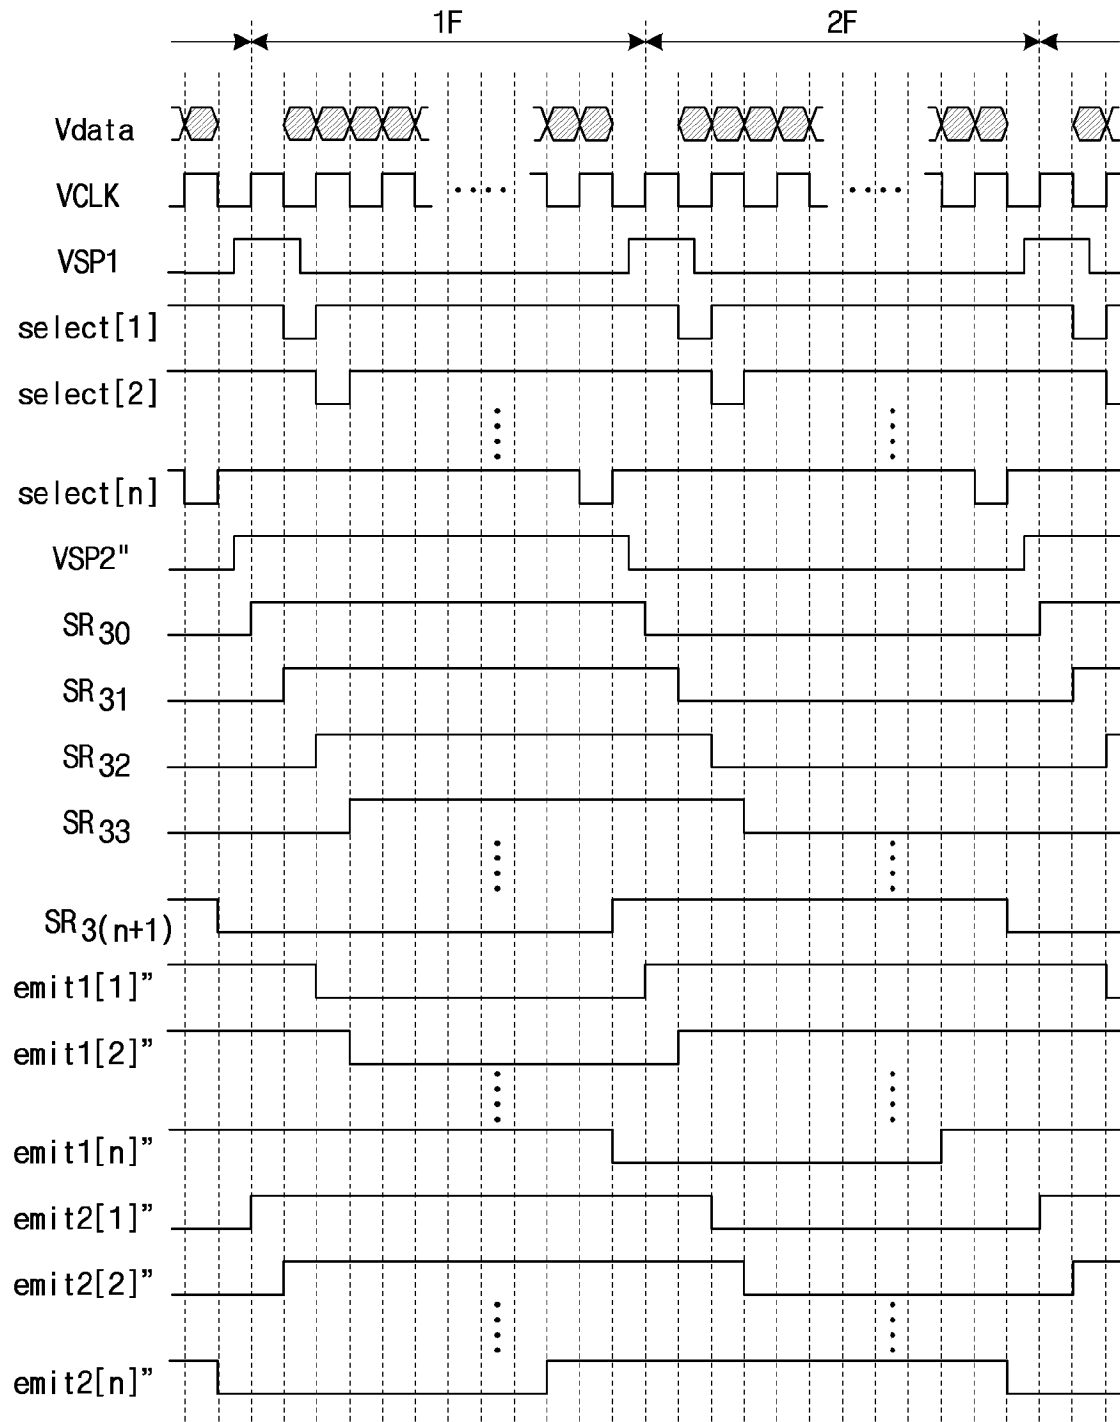 1F 2F
Vdata
VCLK
VSP1
select[1]
select[2]
select[n]
VSP2"
SR30
SR31
SR32
SR33
SR3(n+1)
emit1[1]”
emit1[2]”
emit1[n]”
emit2[1]”
emit2[2]”
emit2[n]”